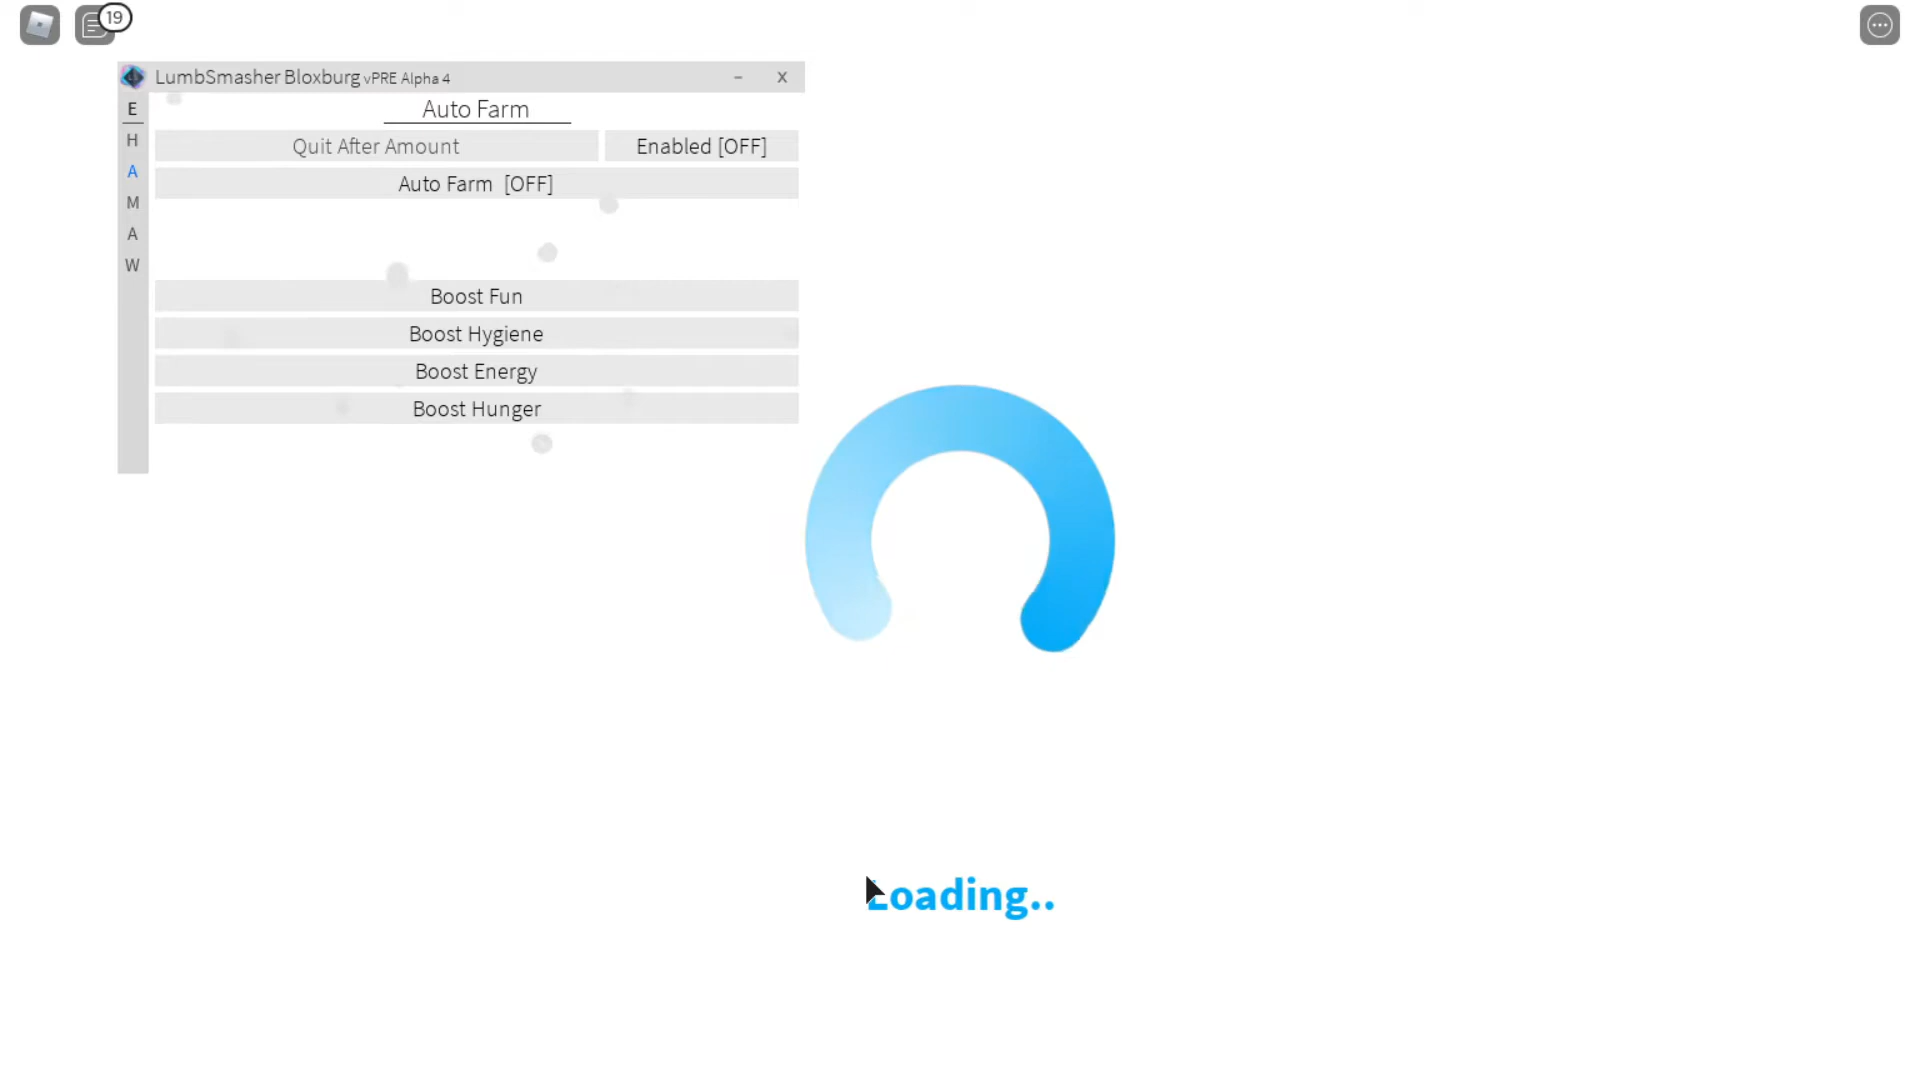 19
LumbSmasher Bloxburg vPRE Alpha 4
– X
E
H
A
M
A
W
Auto Farm
Quit After Amount
Enabled [OFF]
Auto Farm [OFF]
Boost Fun
Boost Hygiene
Boost Energy
Boost Hunger
Loading..